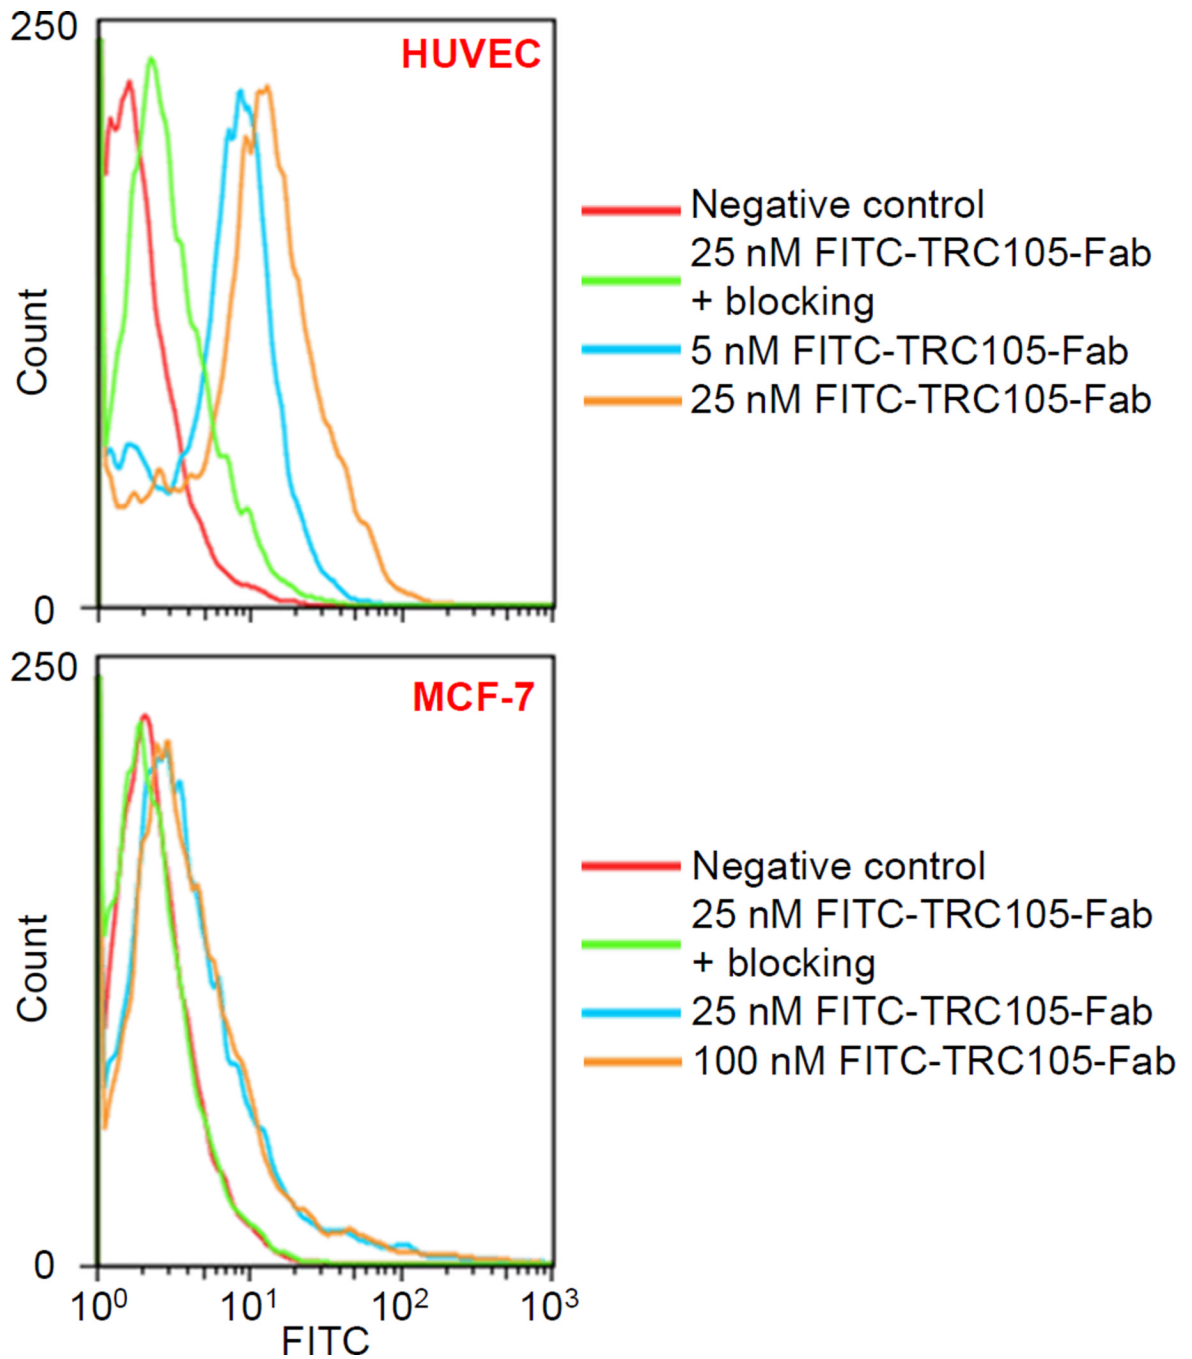 250
HUVEC
Count
0
Negative control
25 nM FITC-TRC105-Fab
+ blocking
5 nM FITC-TRC105-Fab
25 nM FITC-TRC105-Fab
250
MCF-7
Count
0
10⁰ 10¹ 10² 10³
FITC
Negative control
25 nM FITC-TRC105-Fab
+ blocking
25 nM FITC-TRC105-Fab
100 nM FITC-TRC105-Fab